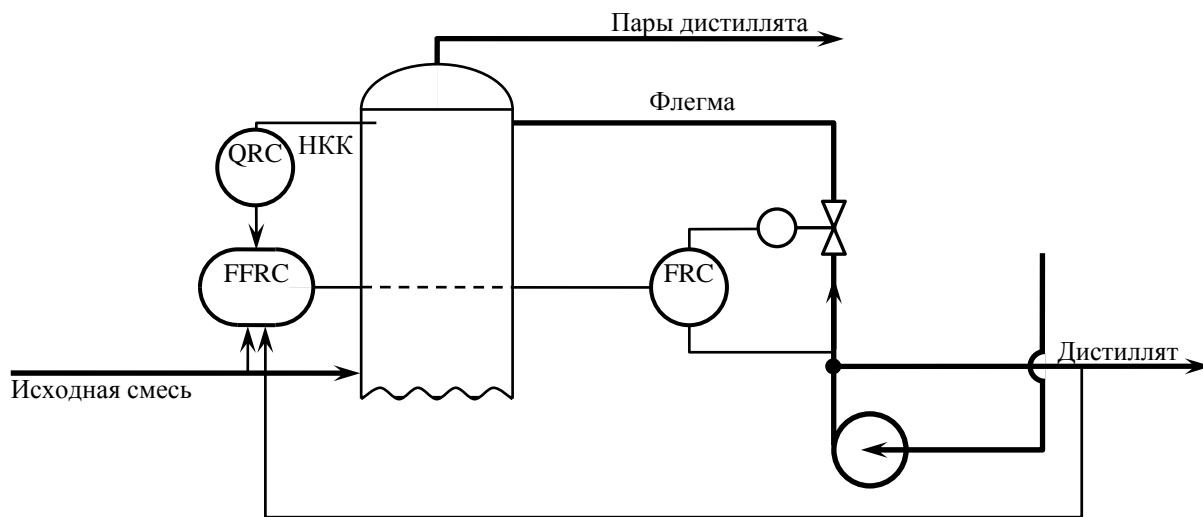 Пары дистиллята
Флегма
QRC
НКК
FFRC
FRC
Дистиллят
Исходная смесь